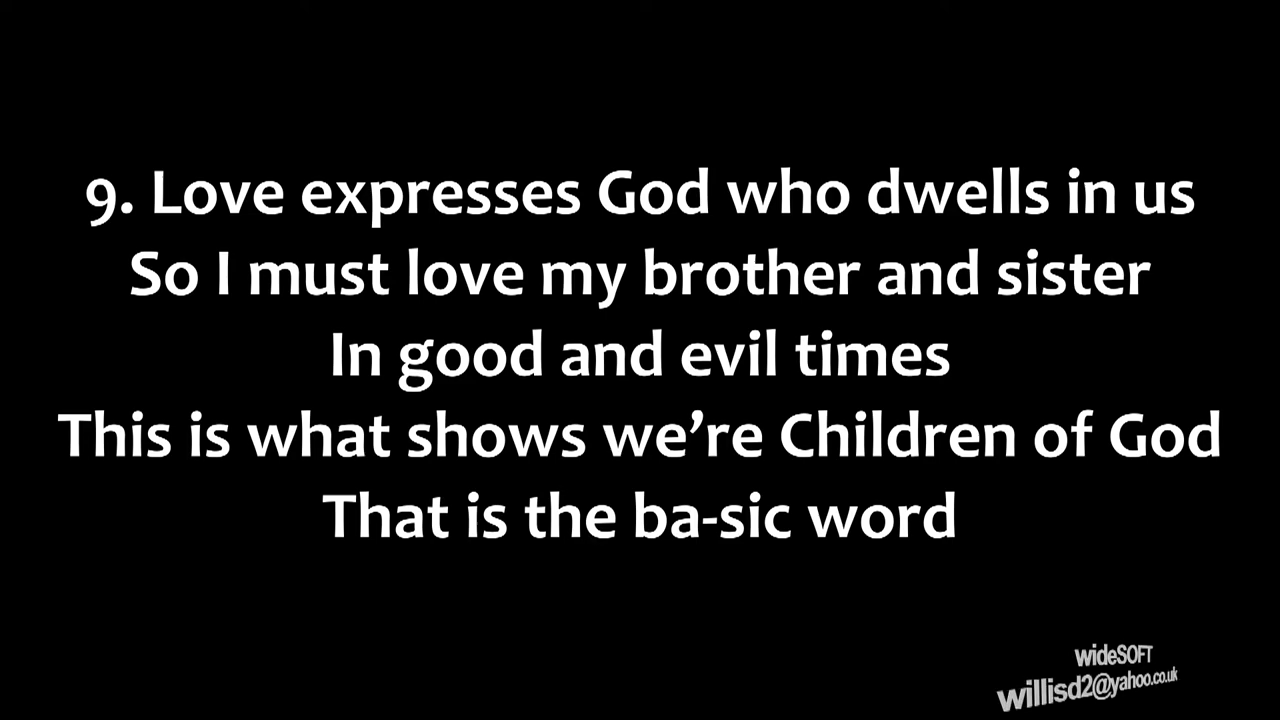 9. Love expresses God who dwells in us
So I must love my brother and sister
In good and evil times
This is what shows we’re Children of God
That is the ba-sic word
wideSOFT
willisd2@yahoo.co.uk